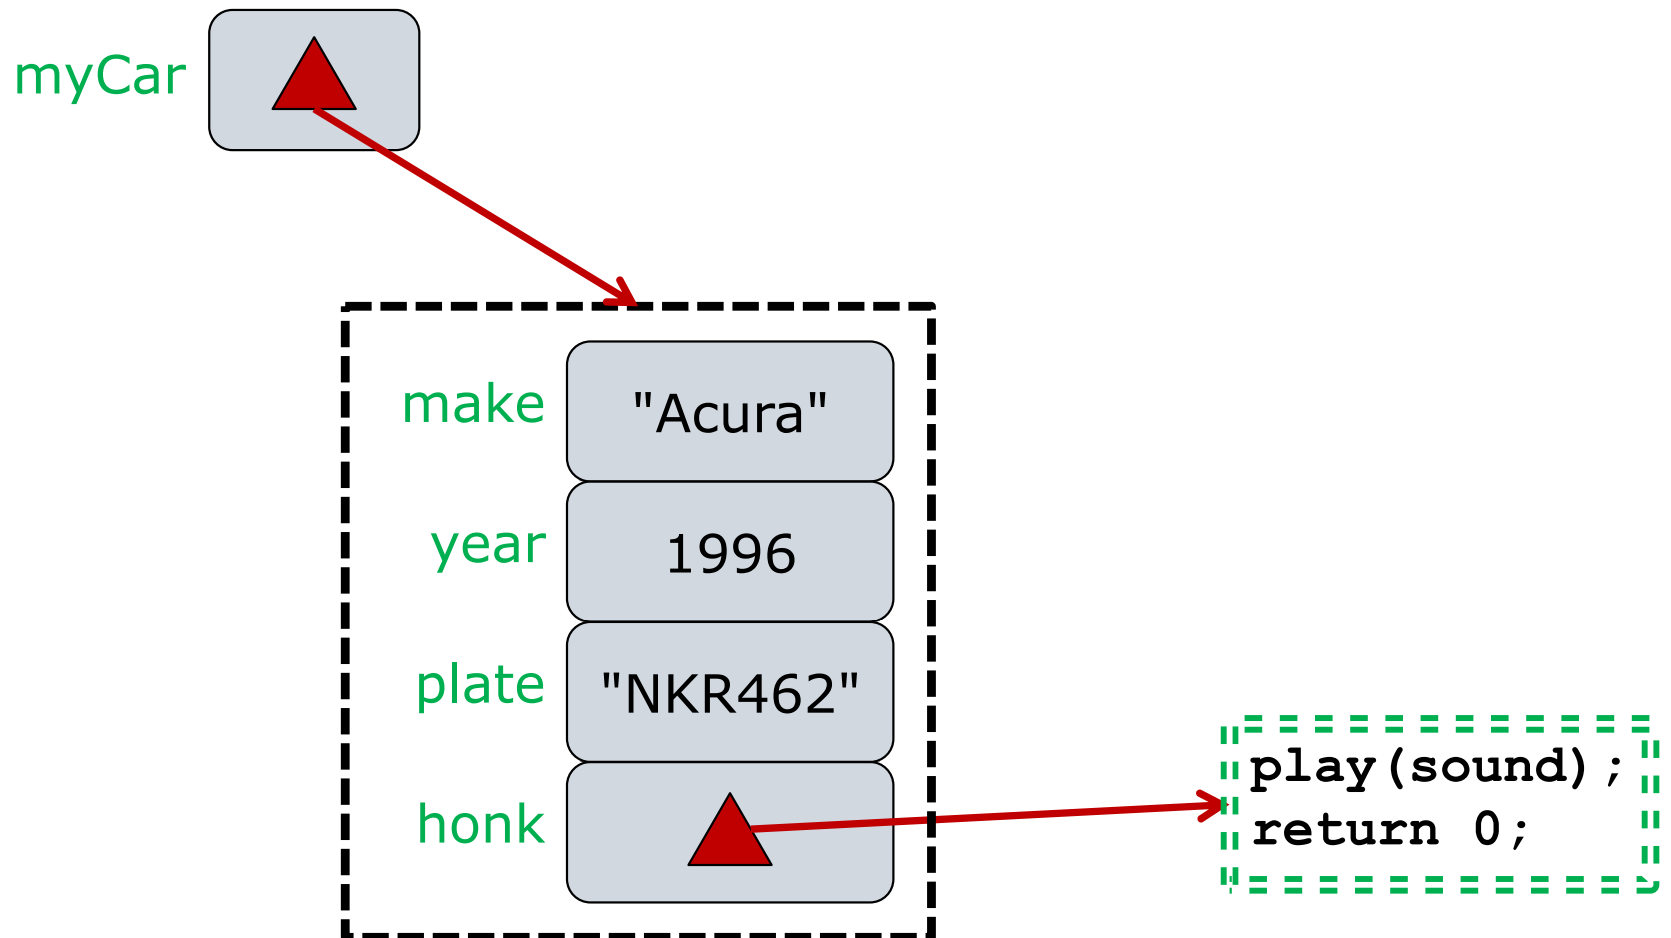 myCar
make "Acura"
year 1996
plate "NKR462"
honk
play(sound);
return 0;